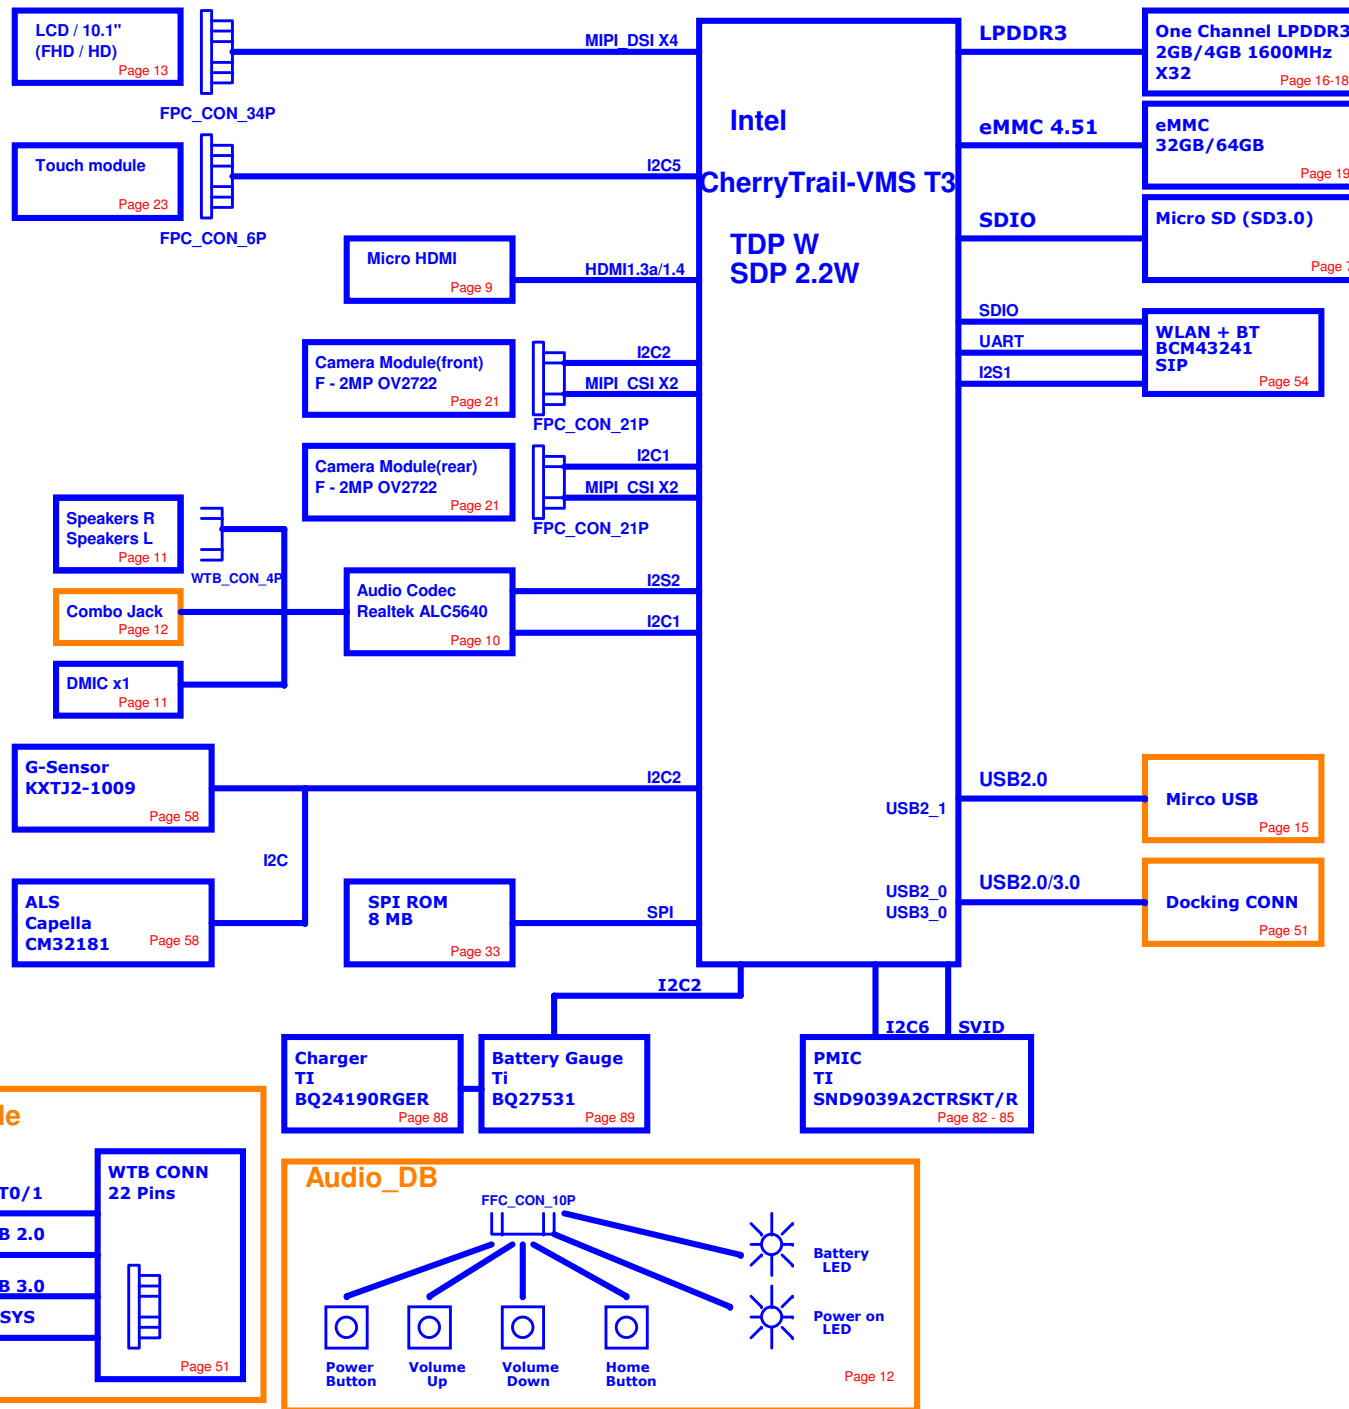 LCD / 10.1"
(FHD / HD)
Page 13
FPC_CON_34P
MIPI_DSI X4
Touch module
Page 23
FPC_CON_6P
I2C5
Micro HDMI
Page 9
HDMI1.3a/1.4
Camera Module(front)
F - 2MP OV2722
Page 21
I2C2
MIPI_CSI X2
FPC_CON_21P
Camera Module(rear)
F - 2MP OV2722
Page 21
I2C1
MIPI_CSI X2
FPC_CON_21P
Speakers R
Speakers L
Page 11
WTB_CON_4P
Combo Jack
Page 12
DMIC x1
Page 11
Audio Codec
Realtek ALC5640
Page 10
I2S2
I2C1
G-Sensor
KXTJ2-1009
Page 58
I2C2
I2C
ALS
Capella
CM32181
Page 58
SPI ROM
8 MB
Page 33
SPI
Intel
CherryTrail-VMS T3
TDP W
SDP 2.2W
USB2_1
USB2_0
USB3_0
LPDDR3
One Channel LPDDR3
2GB/4GB 1600MHz
X32
Page 16-18
eMMC 4.51
eMMC
32GB/64GB
Page 19
SDIO
Micro SD (SD3.0)
Page
SDIO
UART
I2S1
WLAN + BT
BCM43241
SIP
Page 54
USB2.0
Mirco USB
Page 15
USB2.0/3.0
Docking CONN
Page 51
I2C2
I2C6
SVID
Charger
TI
BQ24190RGER
Page 88
Battery Gauge
Ti
BQ27531
Page 89
PMIC
TI
SND9039A2CTRSKT/R
Page 82 - 85
le
T0/1
B 2.0
B 3.0
SYS
WTB CONN
22 Pins
Page 51
Audio_DB
FFC_CON_10P
Battery
LED
Power on
LED
Power
Button
Volume
Up
Volume
Down
Home
Button
Page 12